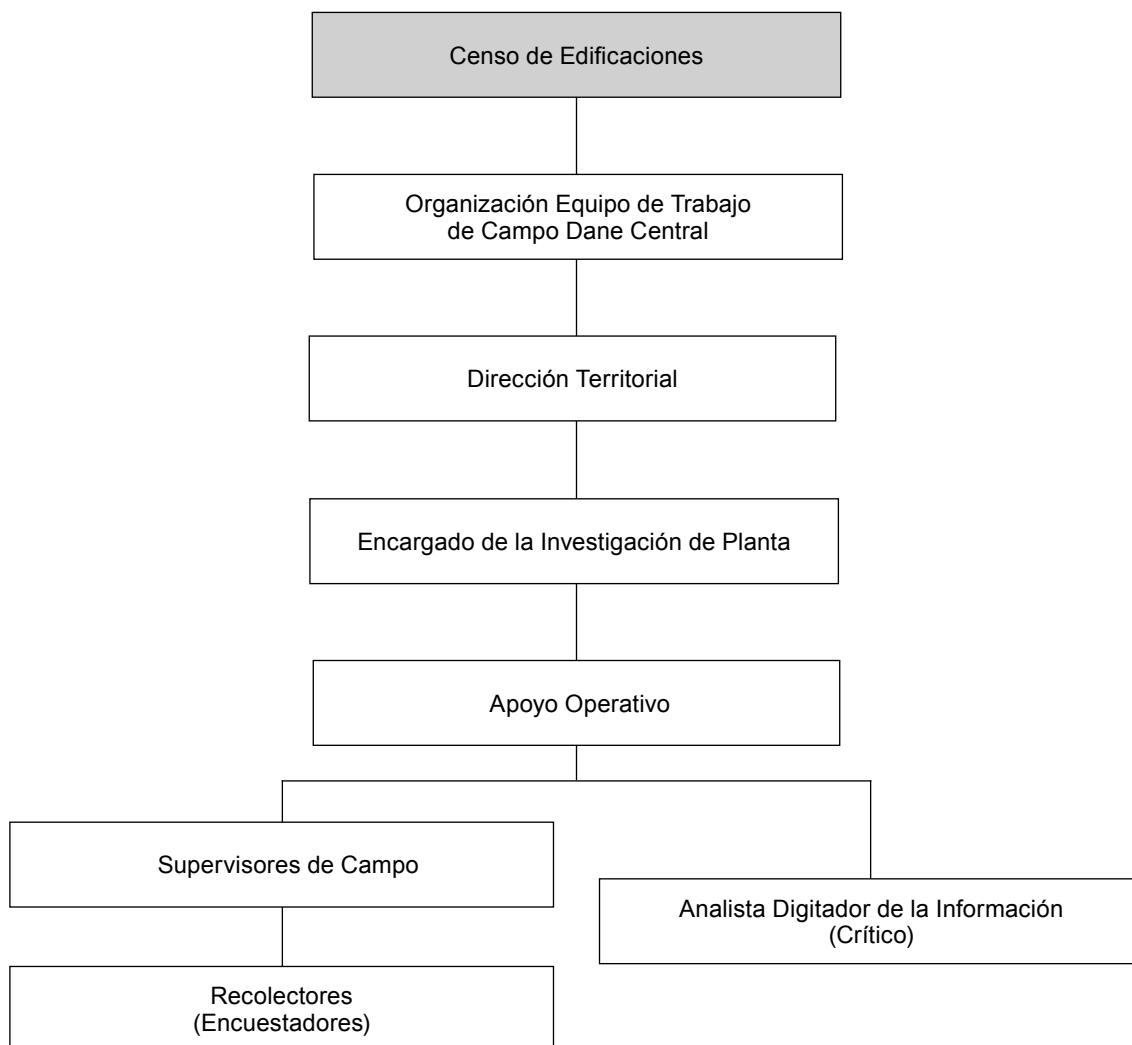 Censo de Edificaciones
Organización Equipo de Trabajo
de Campo Dane Central
Dirección Territorial
Encargado de la Investigación de Planta
Apoyo Operativo
Supervisores de Campo
Analista Digitador de la Información
(Crítico)
Recolectores
(Encuestadores)